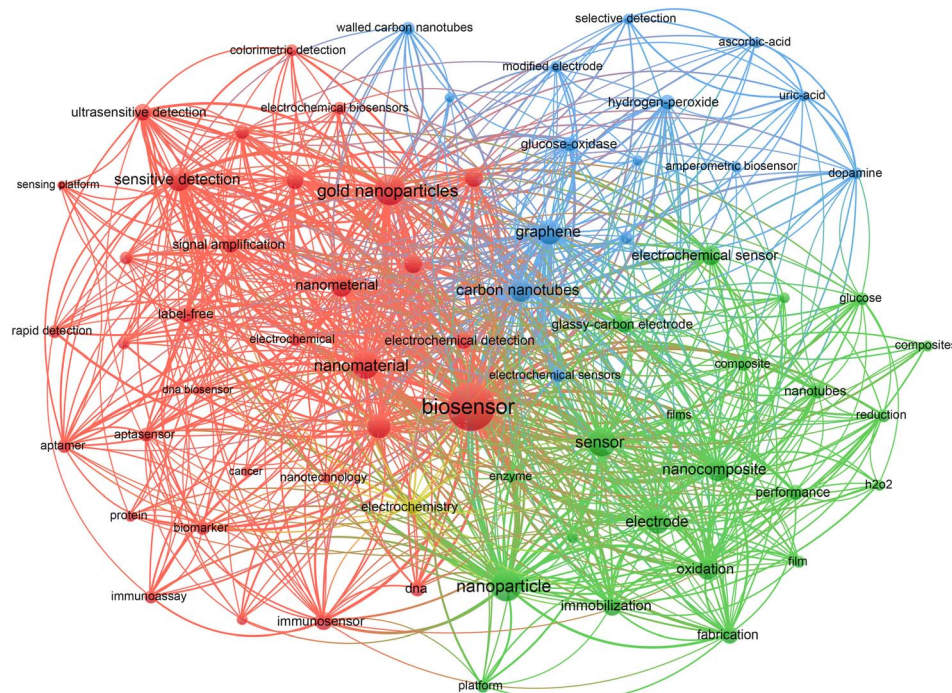 selective detection
walled carbon nanotubes
ascorbic-acid
colorimetric detection
modified electrode
uric-acid
hydrogen-peroxide
electrochemical biosensors
ultrasensitive detection
glucose-oxidase
amperometric biosensor
dopamine
sensitive detection
sensing platform
gold nanoparticles
graphene
signal amplification
electrochemical sensor
nanometerial
carbon nanotubes
glucose
label-free
glassy-carbon electrode
rapid detection
electrochemical
electrochemical detection
composites
nanomaterial
composite
electrochemical sensors
dna biosensor
nanotubes
biosensor
films
reduction
aptamer
aptasensor
sensor
cancer
nanotechnology
enzyme
nanocomposite
h2o2
performance
electrochemistry
protein
biomarker
electrode
film
oxidation
nanoparticle
dna
immunoassay
immobilization
immunosensor
fabrication
platform